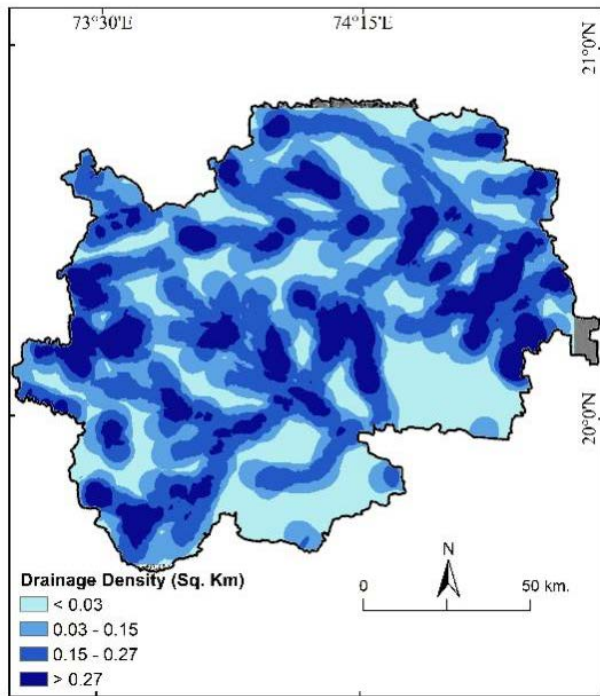 73°30'E
74°15'E
21°0'N
20°0'N
N
Drainage Density (Sq. Km)
0
50 km.
< 0.03
0.03 - 0.15
0.15 - 0.27
> 0.27